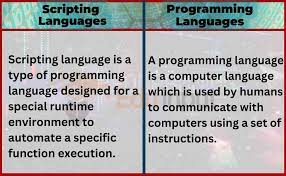 Scripting
Languages
Programming
Languages
Scripting language is a
type of programming
language designed for a
special runtime
environment to
automate a specific
function execution.
A programming language
is a computer language
which is used by humans
to communicate with
computers using a set of
instructions.